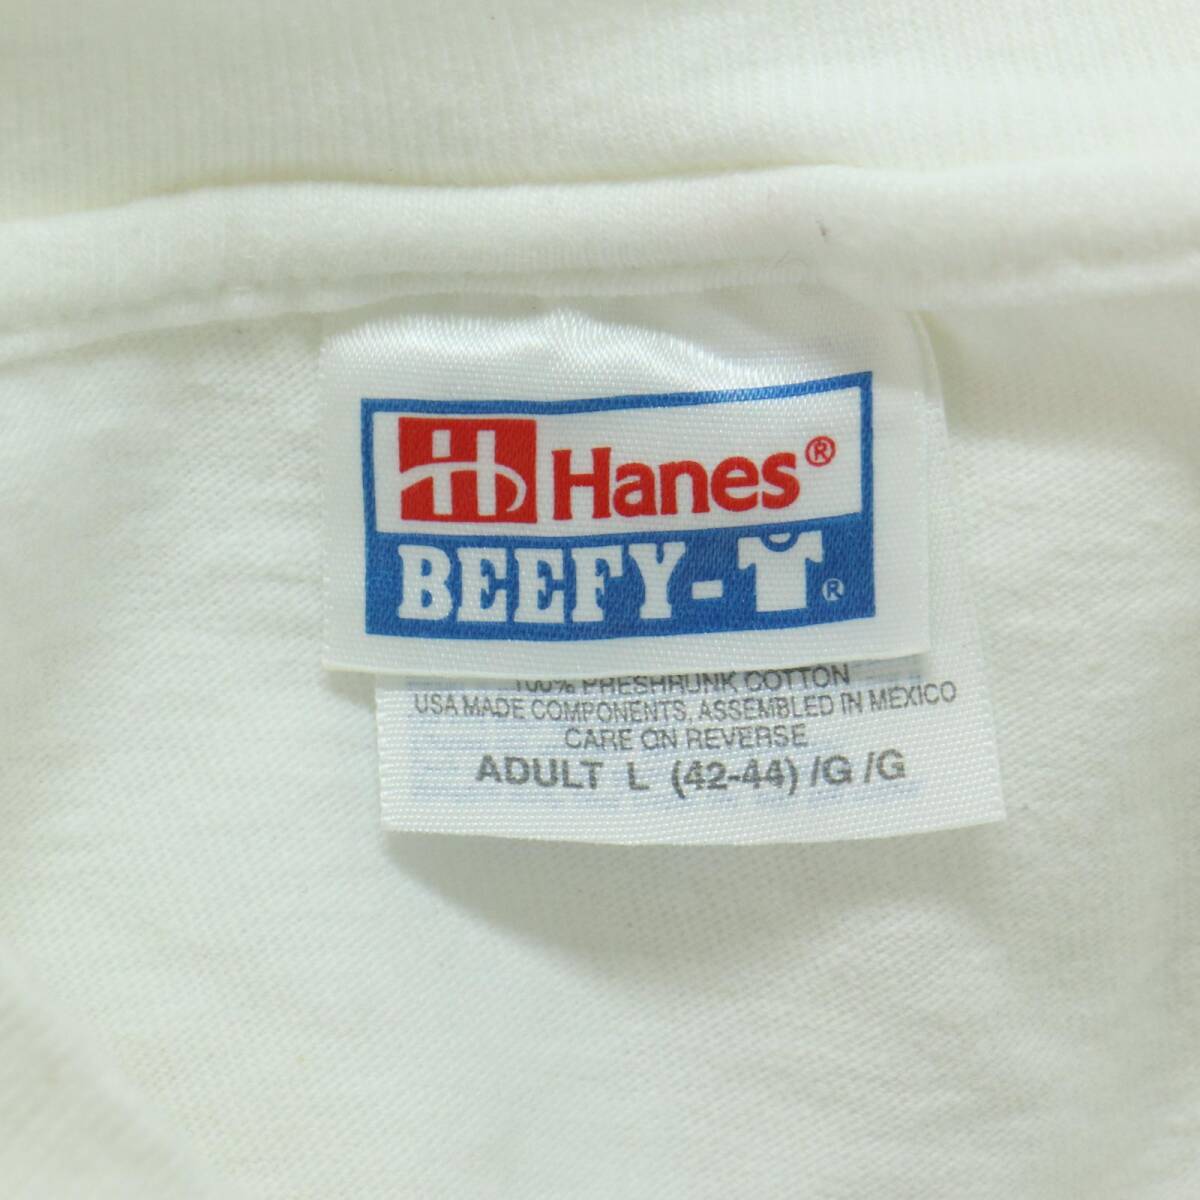 H Hanes®
BEEFY-T®
100% PRESHRUNK COTTON
USA MADE COMPONENTS, ASSEMBLED IN MEXICO
CARE ON REVERSE
ADULT L (42-44) /G /G